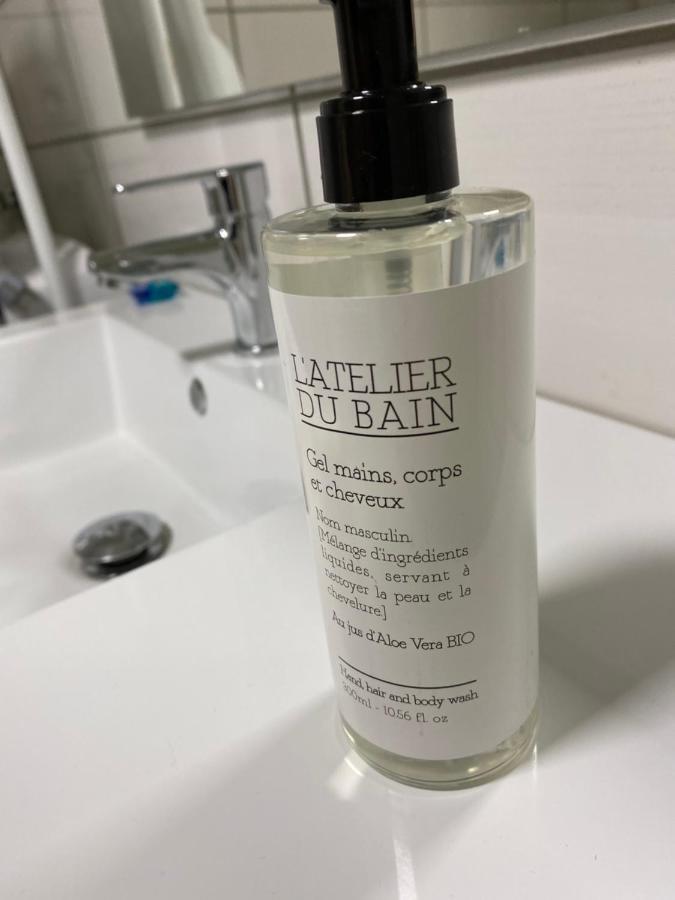 L'ATELIER
DU BAIN
Gel mains, corps
et cheveux
Nom masculin.
[Mélange d'ingrédients
liquides, servant à
nettoyer la peau et la
chevelure.]
Au jus d'Aloe Vera BIO
Hand, hair and body wash
300ml - 10.56 fl. oz